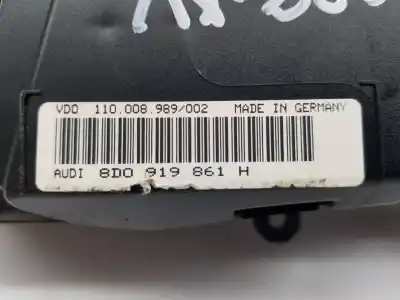 VDO 110.008.989/002 MADE IN GERMANY
AUDI 8D0 919 861 H